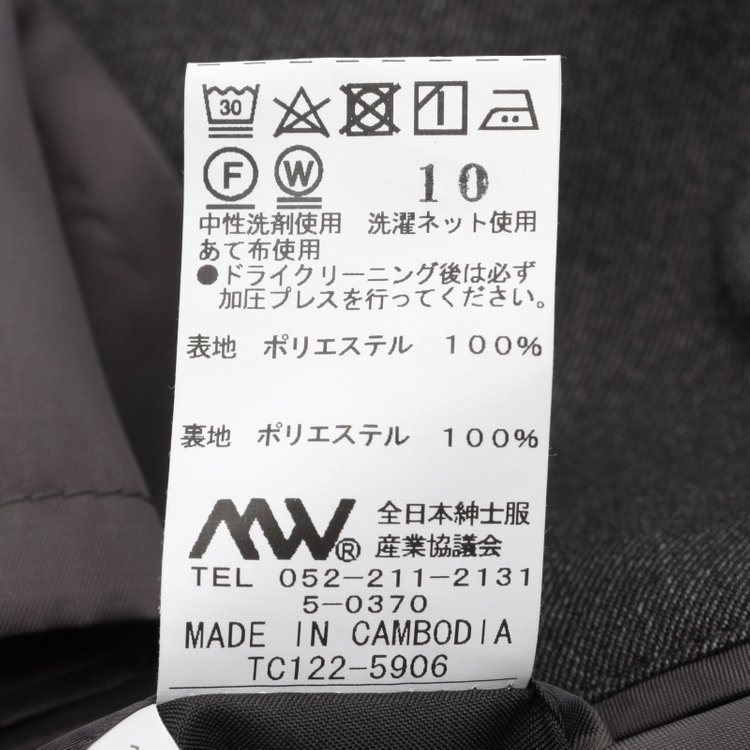 30
F W 10
中性洗剤使用 洗濯ネット使用
あて布使用
●ドライクリーニング後は必ず
加圧プレスを行ってください。
表地 ポリエステル 100%
裏地 ポリエステル 100%
MW® 全日本紳士服
産業協議会
TEL 052-211-2131
5-0370
MADE IN CAMBODIA
TC122-5906